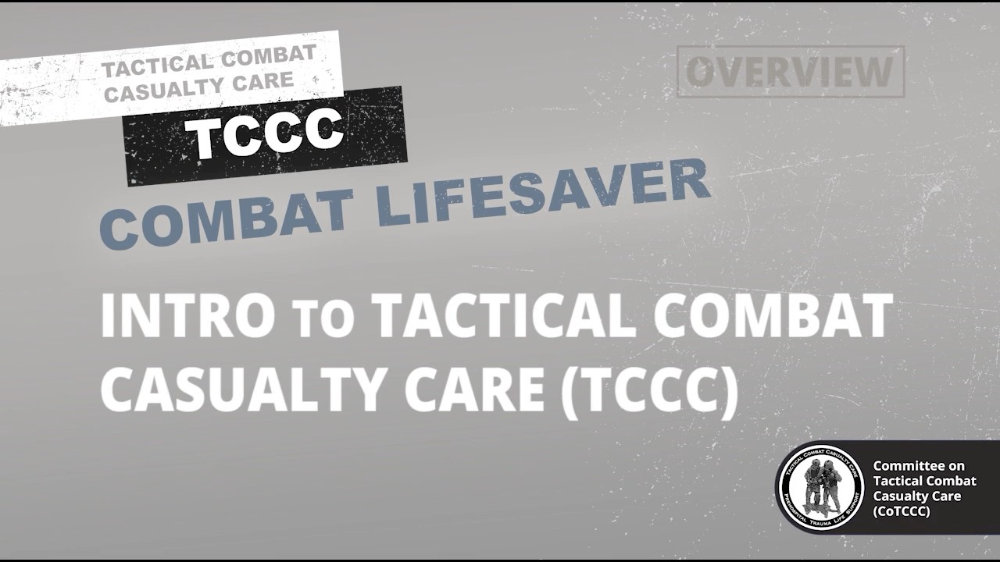 TACTICAL COMBAT
CASUALTY CARE
TCCC
OVERVIEW
COMBAT LIFESAVER
INTRO TO TACTICAL COMBAT
CASUALTY CARE (TCCC)
TACTICAL COMBAT CASUALTY CARE
PREHOSPITAL TRAUMA LIFE SUPPORT
Committee on
Tactical Combat
Casualty Care
(CoTCCC)